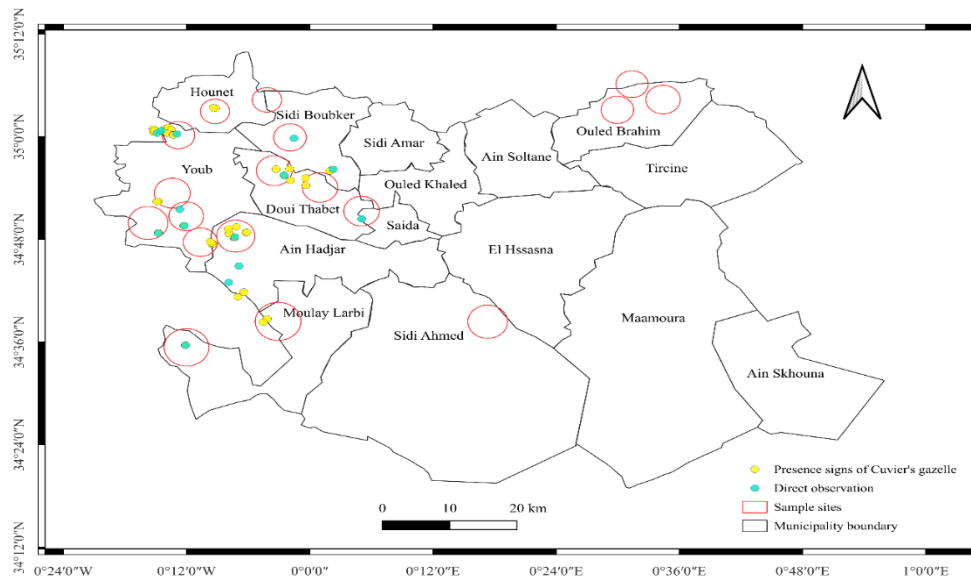 35°12'0"N
35°0'0"N
34°48'0"N
34°36'0"N
34°24'0"N
34°12'0"N
Hounet
Sidi Boubker
Sidi Amar
Ain Soltane
Ouled Brahim
Tircine
Youb
Ouled Khaled
Doui Thabet
Saida
Ain Hadjar
El Hssasna
Moulay Larbi
Sidi Ahmed
Maamoura
Ain Skhouna
Presence signs of Cuvier's gazelle
Direct observation
Sample sites
Municipality boundary
0 10 20 km
0°24'0"W 0°12'0"W 0°0'0" 0°12'0"E 0°24'0"E 0°36'0"E 0°48'0"E 1°0'0"E